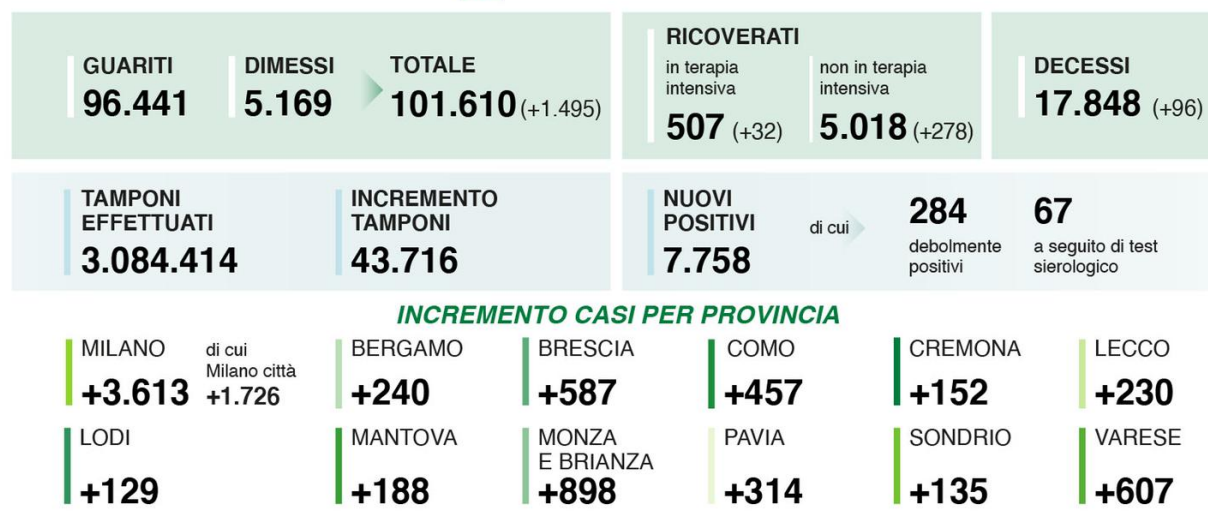 GUARITI
96.441
DIMESSI
5.169
TOTALE
101.610 (+1.495)
RICOVERATI
in terapia
intensiva
507 (+32)
non in terapia
intensiva
5.018 (+278)
DECESSI
17.848 (+96)
TAMPONI
EFFETTUATI
3.084.414
INCREMENTO
TAMPONI
43.716
NUOVI
POSITIVI
7.758
di cui
284
debolmente
positivi
67
a seguito di test
sierologico
INCREMENTO CASI PER PROVINCIA
MILANO
+3.613
di cui
Milano città
+1.726
BERGAMO
+240
BRESCIA
+587
COMO
+457
CREMONA
+152
LECCO
+230
LODI
+129
MANTOVA
+188
MONZA
E BRIANZA
+898
PAVIA
+314
SONDRIO
+135
VARESE
+607